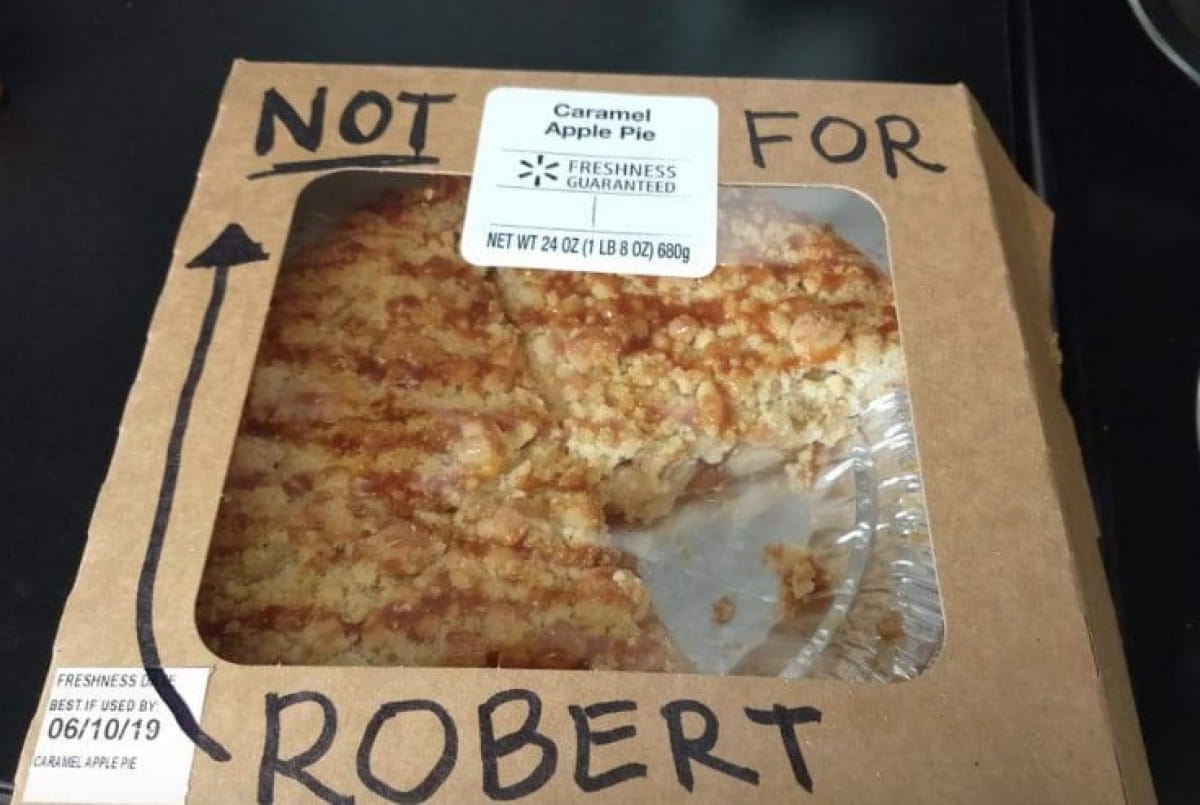 NOT FOR
Caramel
Apple Pie
FRESHNESS
GUARANTEED
NET WT 24 OZ (1 LB 8 OZ) 680g
FRESHNESS
BEST IF USED BY:
06/10/19
CARAMEL APPLE PIE
ROBERT